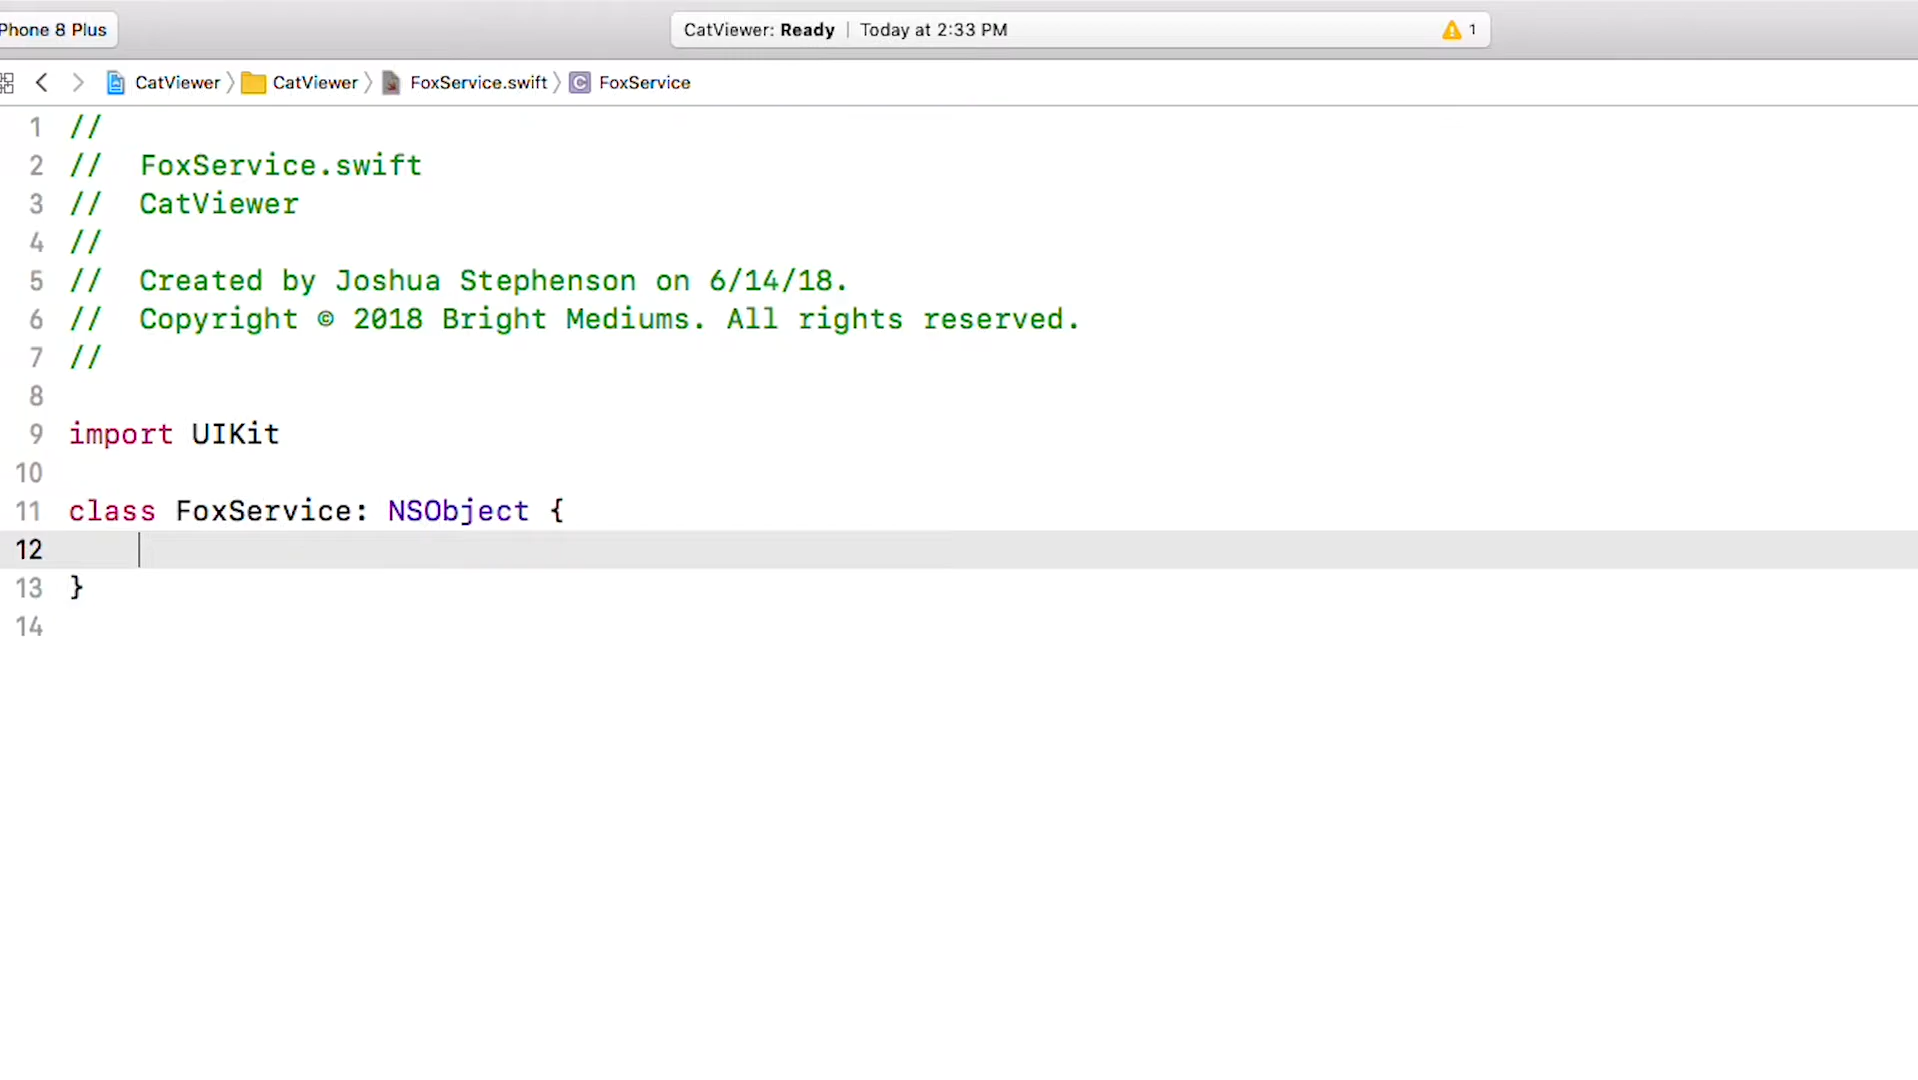 Phone 8 Plus
CatViewer: Ready | Today at 2:33 PM
1
CatViewer CatViewer FoxService.swift C FoxService
1 //
2 //  FoxService.swift
3 //  CatViewer
4 //
5 //  Created by Joshua Stephenson on 6/14/18.
6 //  Copyright © 2018 Bright Mediums. All rights reserved.
7 //
8
9 import UIKit
10
11 class FoxService: NSObject {
12
13 }
14